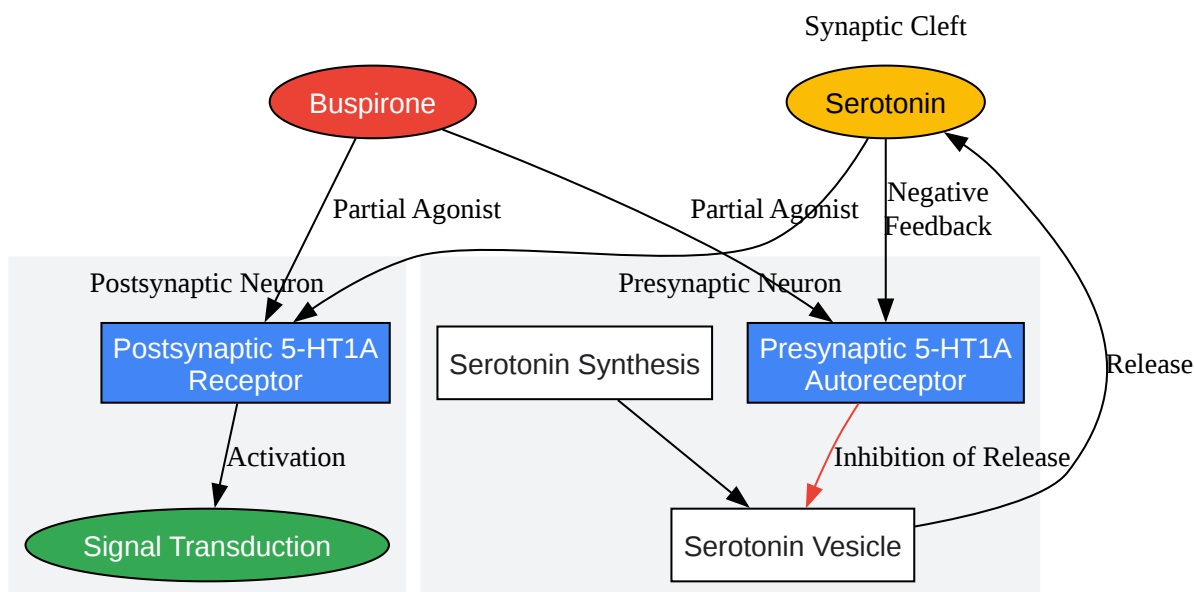 Synaptic Cleft
Buspirone
Serotonin
Partial Agonist
Partial Agonist
Negative
Feedback
Postsynaptic Neuron
Presynaptic Neuron
Postsynaptic 5-HT1A
Receptor
Serotonin Synthesis
Presynaptic 5-HT1A
Autoreceptor
Release
Activation
Inhibition of Release
Signal Transduction
Serotonin Vesicle